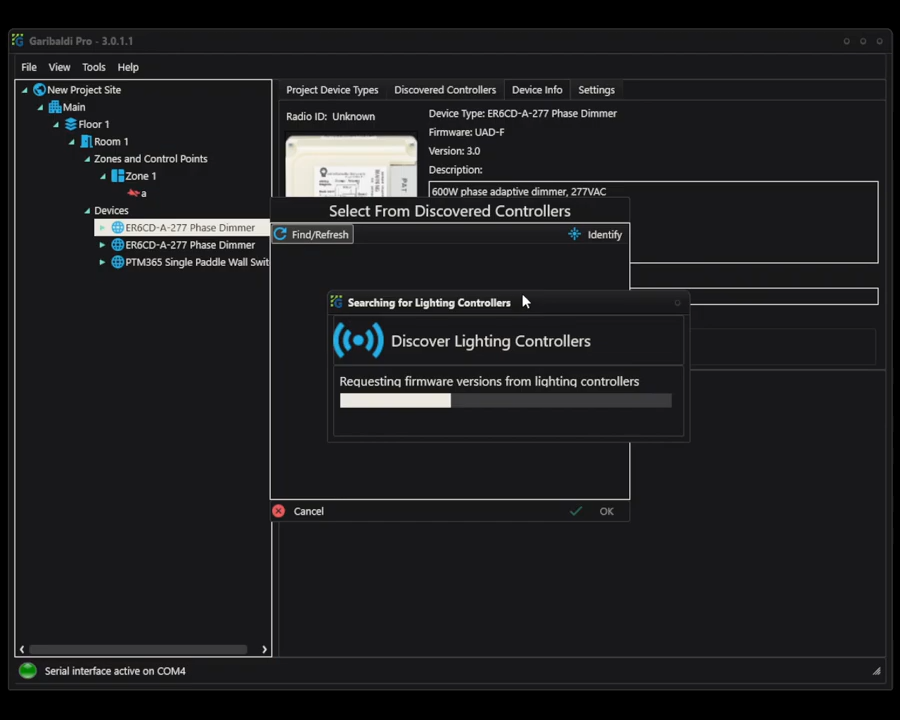 Garibaldi Pro - 3.0.1.1
File View Tools Help
New Project Site
Main
Floor 1
Room 1
Zones and Control Points
Zone 1
a
Devices
ER6CD-A-277 Phase Dimmer
ER6CD-A-277 Phase Dimmer
PTM365 Single Paddle Wall Swit
Project Device Types Discovered Controllers Device Info Settings
Radio ID: Unknown
Device Type: ER6CD-A-277 Phase Dimmer
Firmware: UAD-F
Version: 3.0
Description:
600W phase adaptive dimmer, 277VAC
Select From Discovered Controllers
Find/Refresh Identify
Searching for Lighting Controllers
Discover Lighting Controllers
Requesting firmware versions from lighting controllers
Cancel OK
Serial interface active on COM4